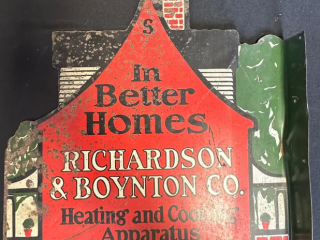 S
In
Better
Homes
RICHARDSON
& BOYNTON CO.
Heating and Cooking
Apparatus